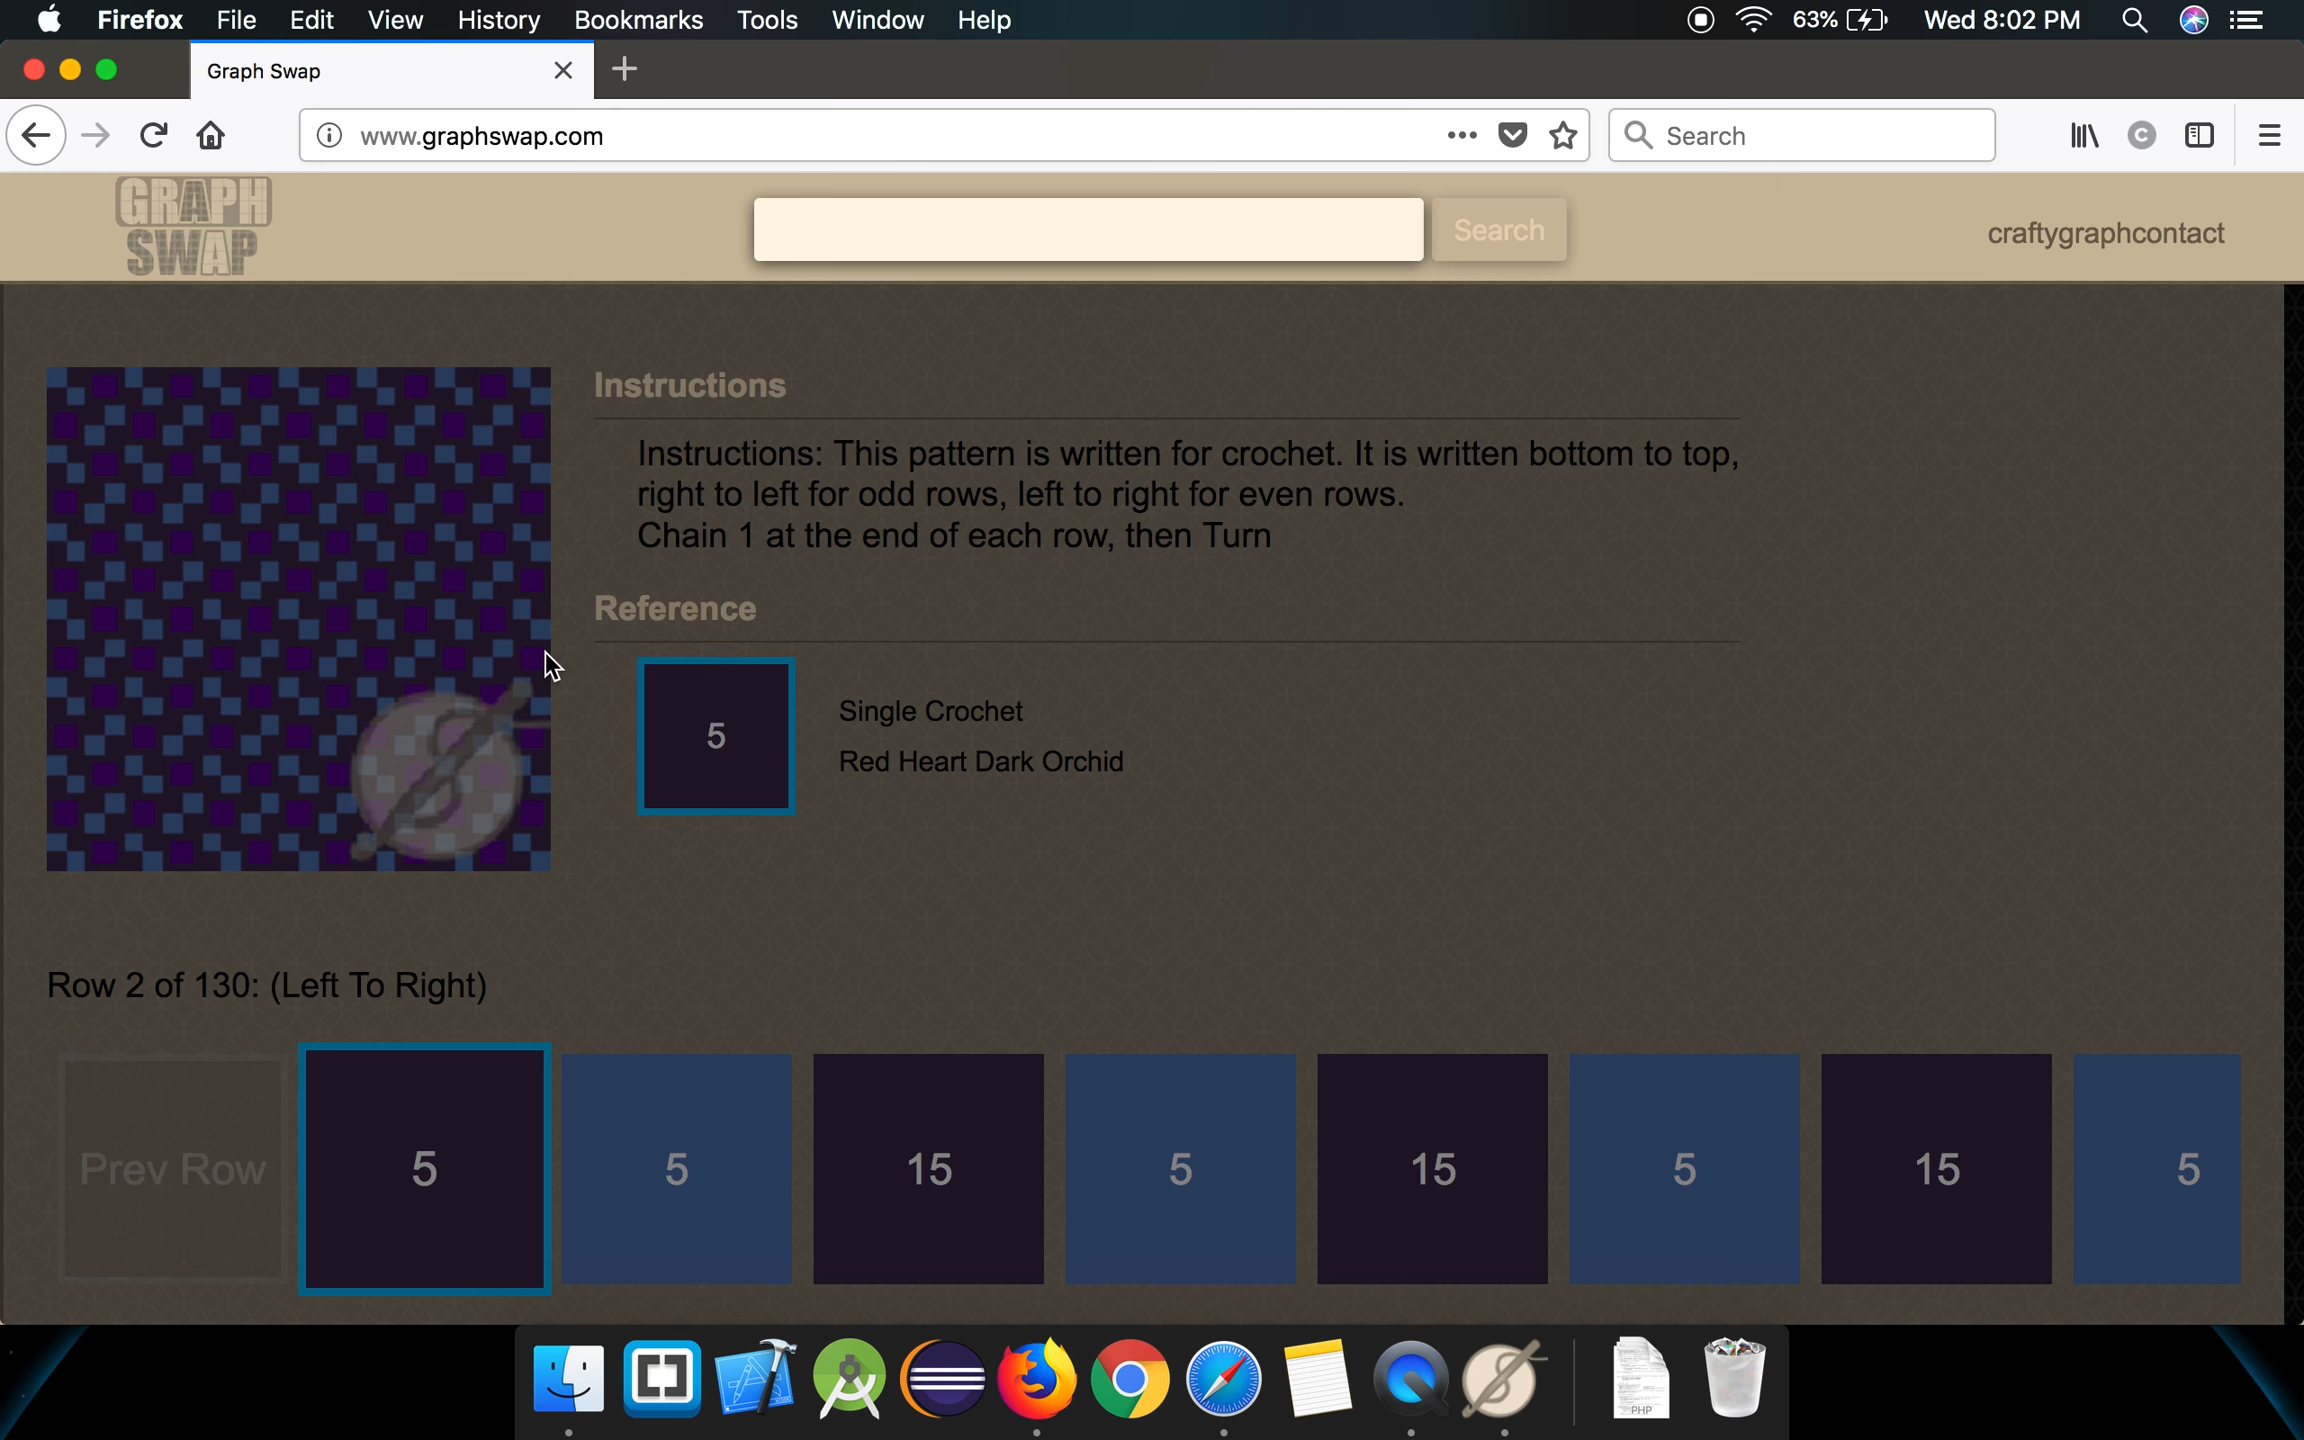 Firefox File Edit View History Bookmarks Tools Window Help 63% Wed 8:02 PM
Graph Swap
www.graphswap.com Search
GRAPH
SWAP
Search
craftygraphcontact
Instructions
Instructions: This pattern is written for crochet. It is written bottom to top,
right to left for odd rows, left to right for even rows.
Chain 1 at the end of each row, then Turn
Reference
5
Single Crochet
Red Heart Dark Orchid
Row 2 of 130: (Left To Right)
Prev Row 5 5 15 5 15 5 15 5
PHP